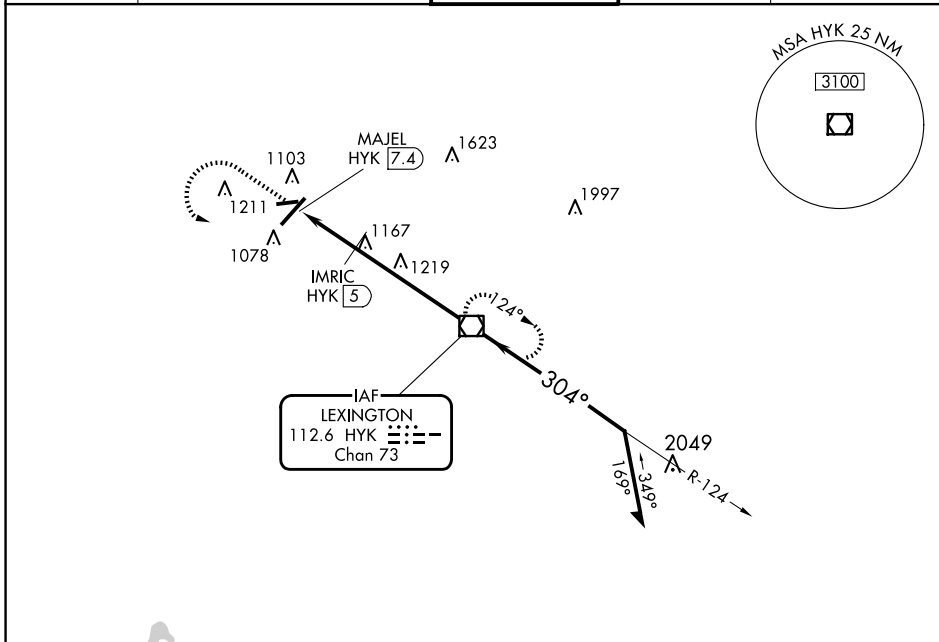 MSA HYK 25 NM
3100
MAJEL
HYK 7.4
1623
1103
1211
1997
1078
1167
1219
IMRIC
HYK 5
124°
IAF
LEXINGTON
112.6 HYK
Chan 73
304°
2049
R-124
169°
349°